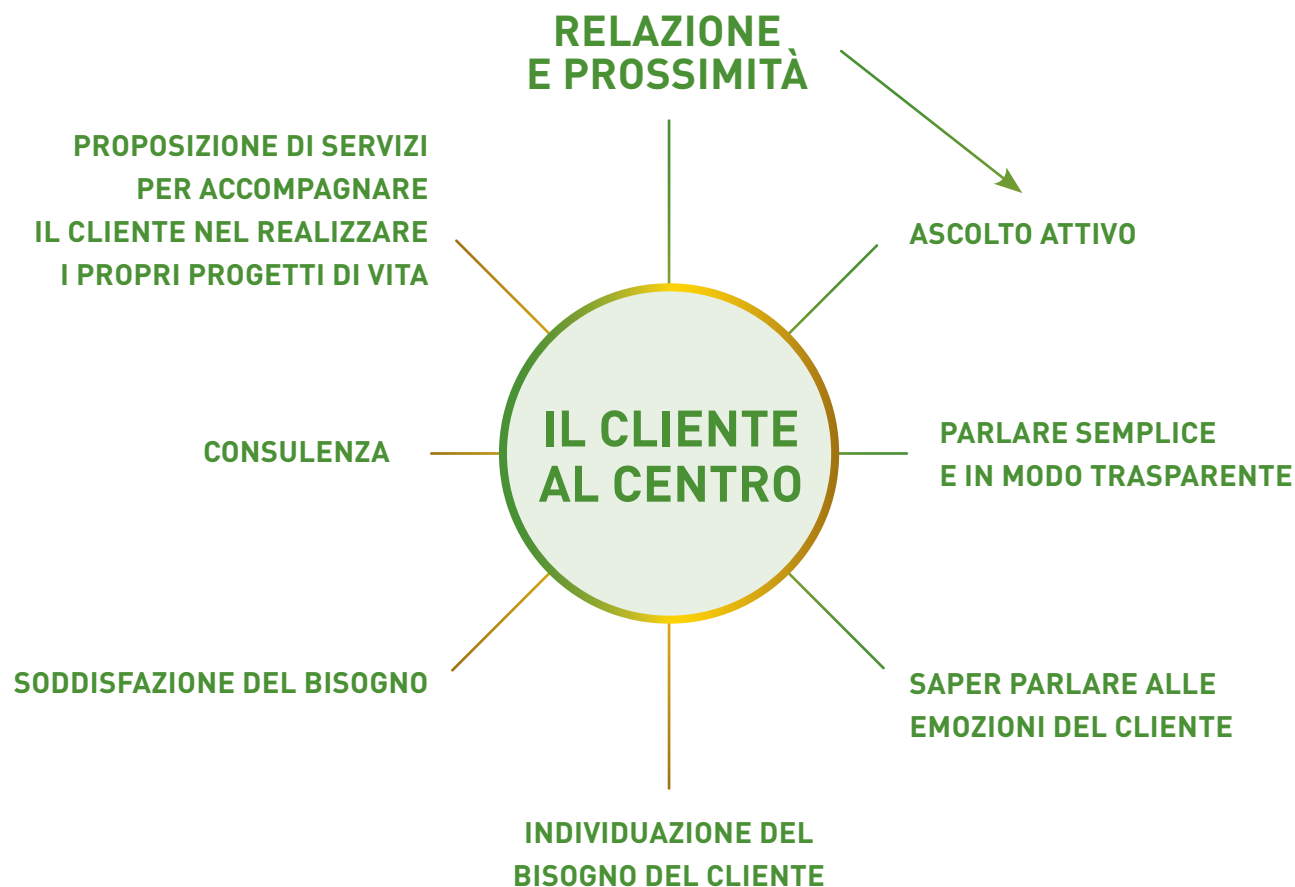 RELAZIONE
E PROSSIMITÀ
ASCOLTO ATTIVO
PARLARE SEMPLICE
E IN MODO TRASPARENTE
SAPER PARLARE ALLE
EMOZIONI DEL CLIENTE
INDIVIDUAZIONE DEL
BISOGNO DEL CLIENTE
SODDISFAZIONE DEL BISOGNO
CONSULENZA
PROPOSIZIONE DI SERVIZI
PER ACCOMPAGNARE
IL CLIENTE NEL REALIZZARE
I PROPRI PROGETTI DI VITA
IL CLIENTE
AL CENTRO